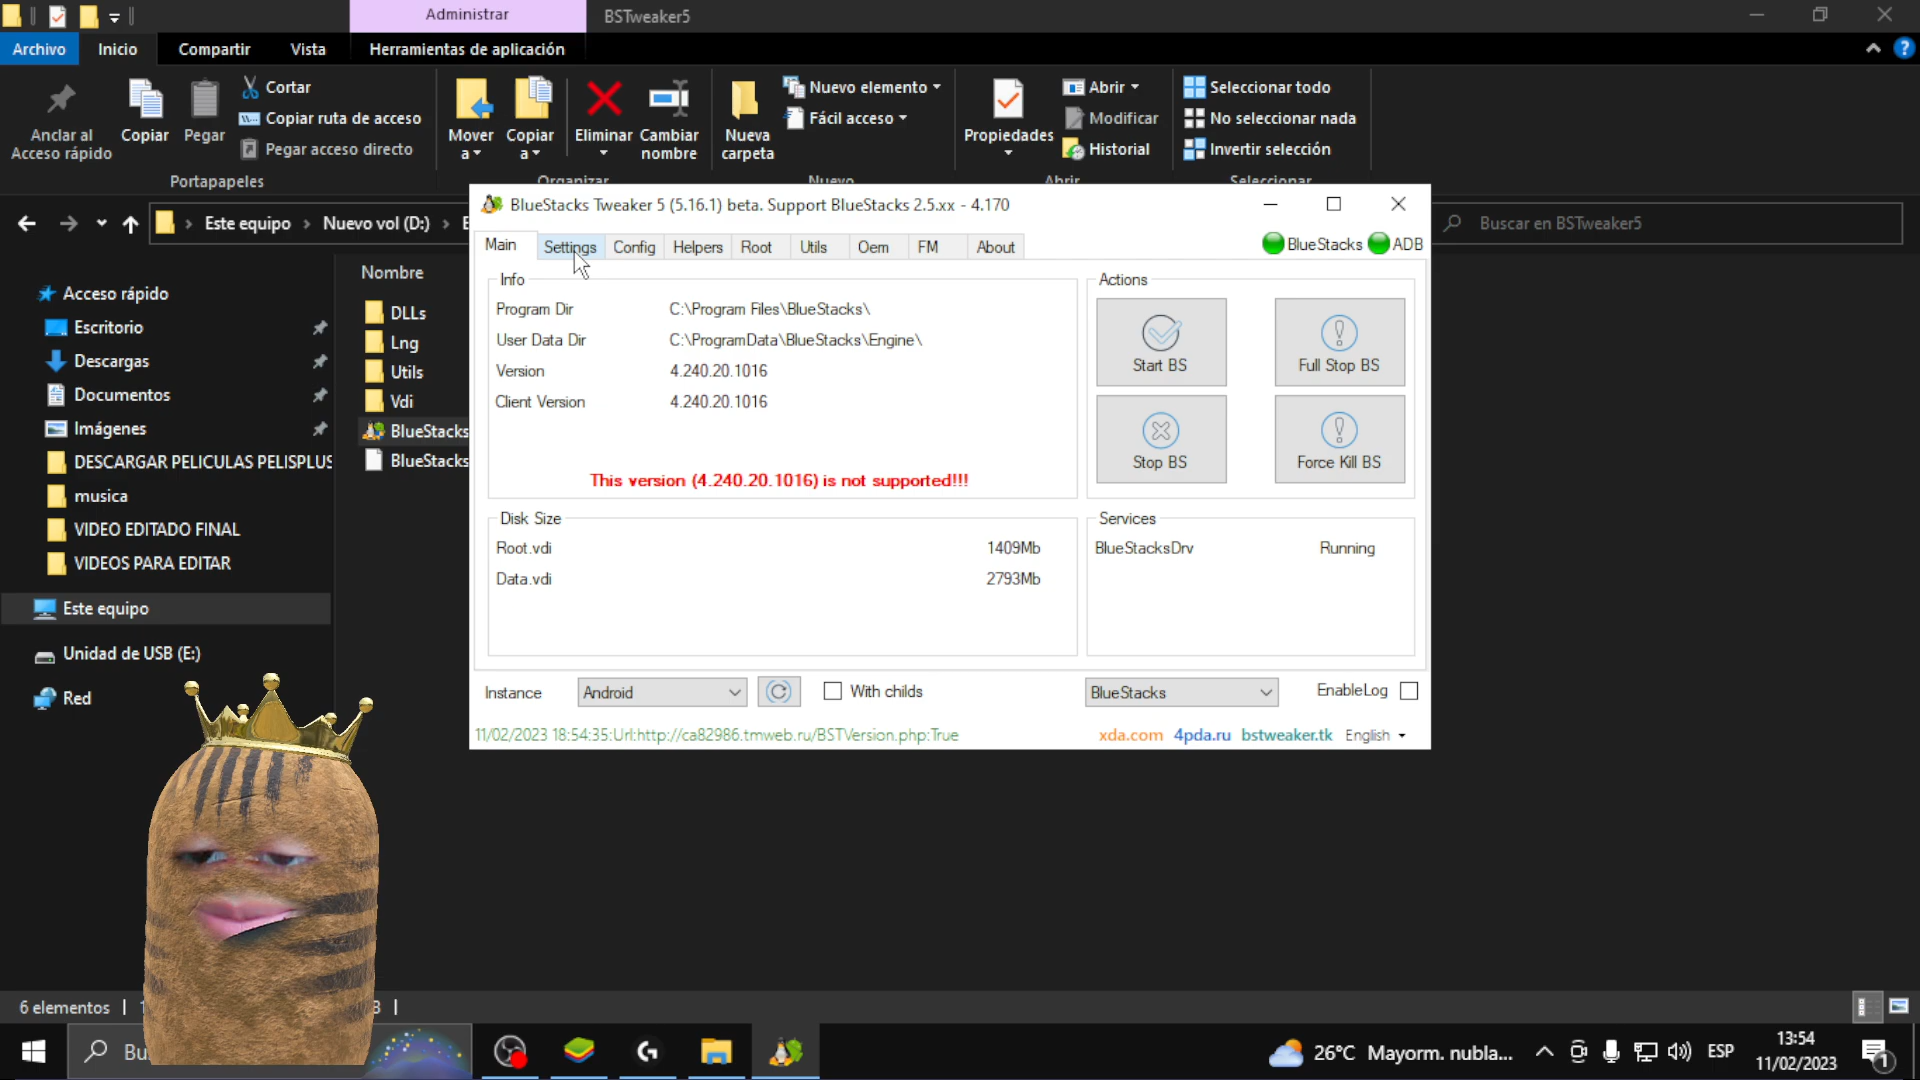 Administrar
BSTweaker5
Archivo
Inicio
Compartir
Vista
Herramientas de aplicación
Anclar al
Acceso rápido
Copiar
Pegar
Cortar
Copiar ruta de acceso
Pegar acceso directo
Mover
a
Copiar
a
Eliminar
Cambiar
nombre
Nueva
carpeta
Nuevo elemento
Fácil acceso
Propiedades
Abrir
Modificar
Historial
Seleccionar todo
No seleccionar nada
Invertir selección
Portapapeles
Organizar
Nuevo
Abrir
Seleccionar
Este equipo
Nuevo vol (D:)
Buscar en BSTweaker5
Acceso rápido
Escritorio
Descargas
Documentos
Imágenes
DESCARGAR PELICULAS PELISPLUS
musica
VIDEO EDITADO FINAL
VIDEOS PARA EDITAR
Este equipo
Unidad de USB (E:)
Red
Nombre
DLLs
Lng
Utils
Vdi
BlueStacks
BlueStacks
BlueStacks Tweaker 5 (5.16.1) beta. Support BlueStacks 2.5.xx - 4.170
Main
Settings
Config
Helpers
Root
Utils
Oem
FM
About
BlueStacks
ADB
Info
Program Dir
C:\Program Files\BlueStacks\
User Data Dir
C:\ProgramData\BlueStacks\Engine\
Version
4.240.20.1016
Client Version
4.240.20.1016
This version (4.240.20.1016) is not supported!!!
Actions
Start BS
Full Stop BS
Stop BS
Force Kill BS
Disk Size
Root.vdi
1409Mb
Data.vdi
2793Mb
Services
BlueStacksDrv
Running
Instance
Android
With childs
BlueStacks
EnableLog
11/02/2023 18:54:35:Url:http://ca82986.tmweb.ru/BSTVersion.php:True
xda.com
4pda.ru
bstweaker.tk
English
6 elementos
Bu
26°C
Mayorm. nubla...
ESP
13:54
11/02/2023
1